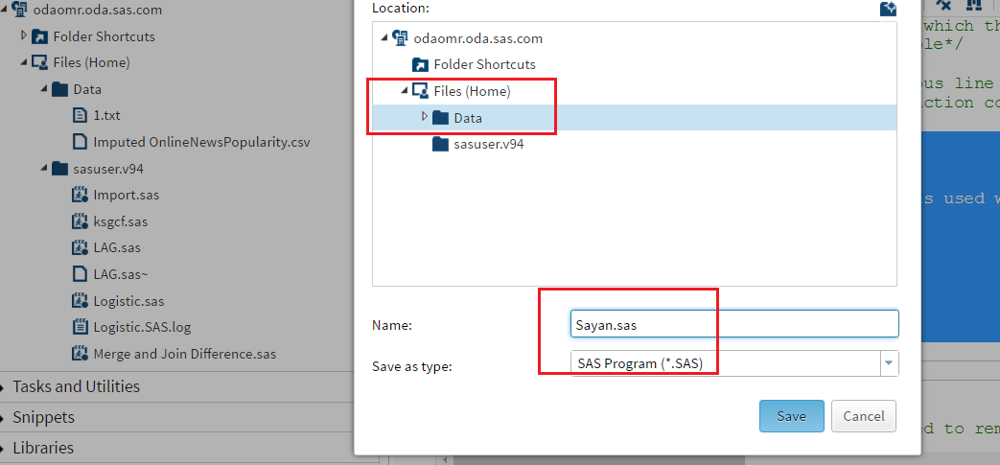 odaomr.oda.sas.com
Folder Shortcuts
Files (Home)
Data
1.txt
Imputed OnlineNewsPopularity.csv
sasuser.v94
Import.sas
ksgcf.sas
LAG.sas
LAG.sas~
Logistic.sas
Logistic.SAS.log
Merge and Join Difference.sas
Tasks and Utilities
Snippets
Libraries
Location:
odaomr.oda.sas.com
Folder Shortcuts
Files (Home)
Data
sasuser.v94
Name:
Sayan.sas
Save as type:
SAS Program (*.SAS)
Save
Cancel
which th
ble*/
ous line
ction co
s used w
ed to rem